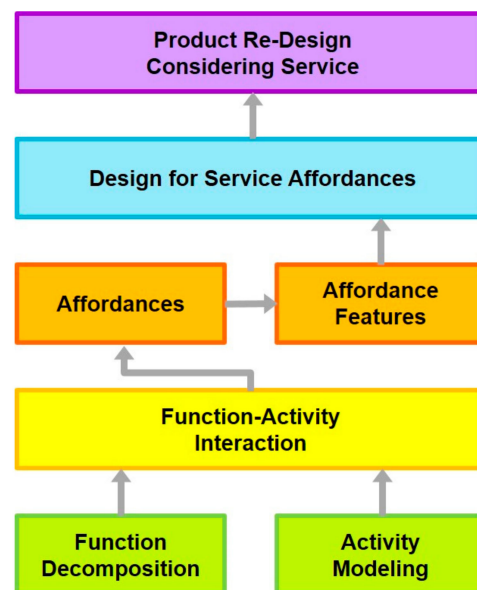 Product Re-Design
Considering Service
Design for Service Affordances
Affordances
Affordance
Features
Function-Activity
Interaction
Function
Decomposition
Activity
Modeling